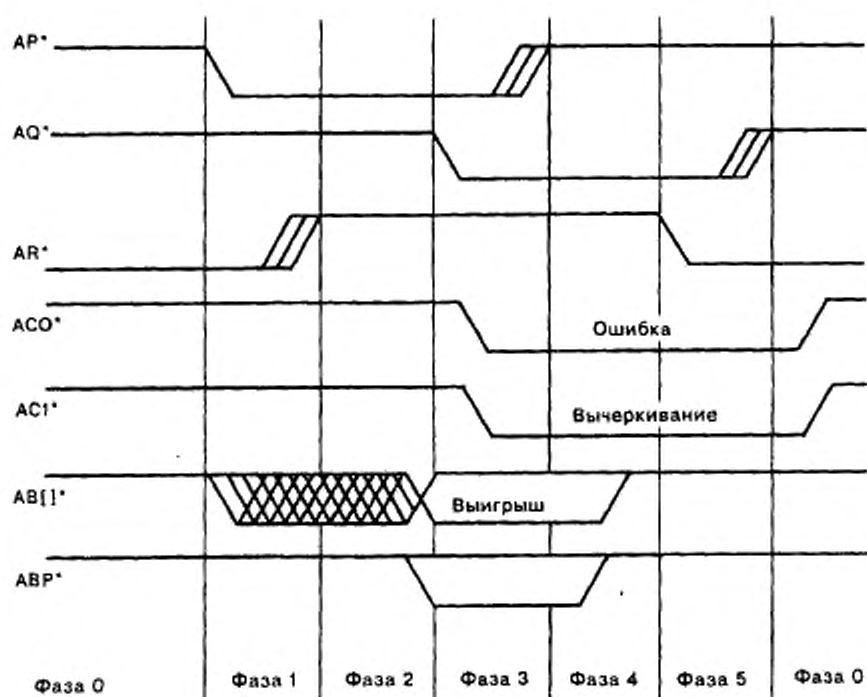 AP*
AQ*
AR*
ACO*
Ошибка
AC1*
Вычеркивание
AB[]*
Выигрыш
ABP*
Фаза 0 Фаза 1 Фаза 2 Фаза 3 Фаза 4 Фаза 5 Фаза 0